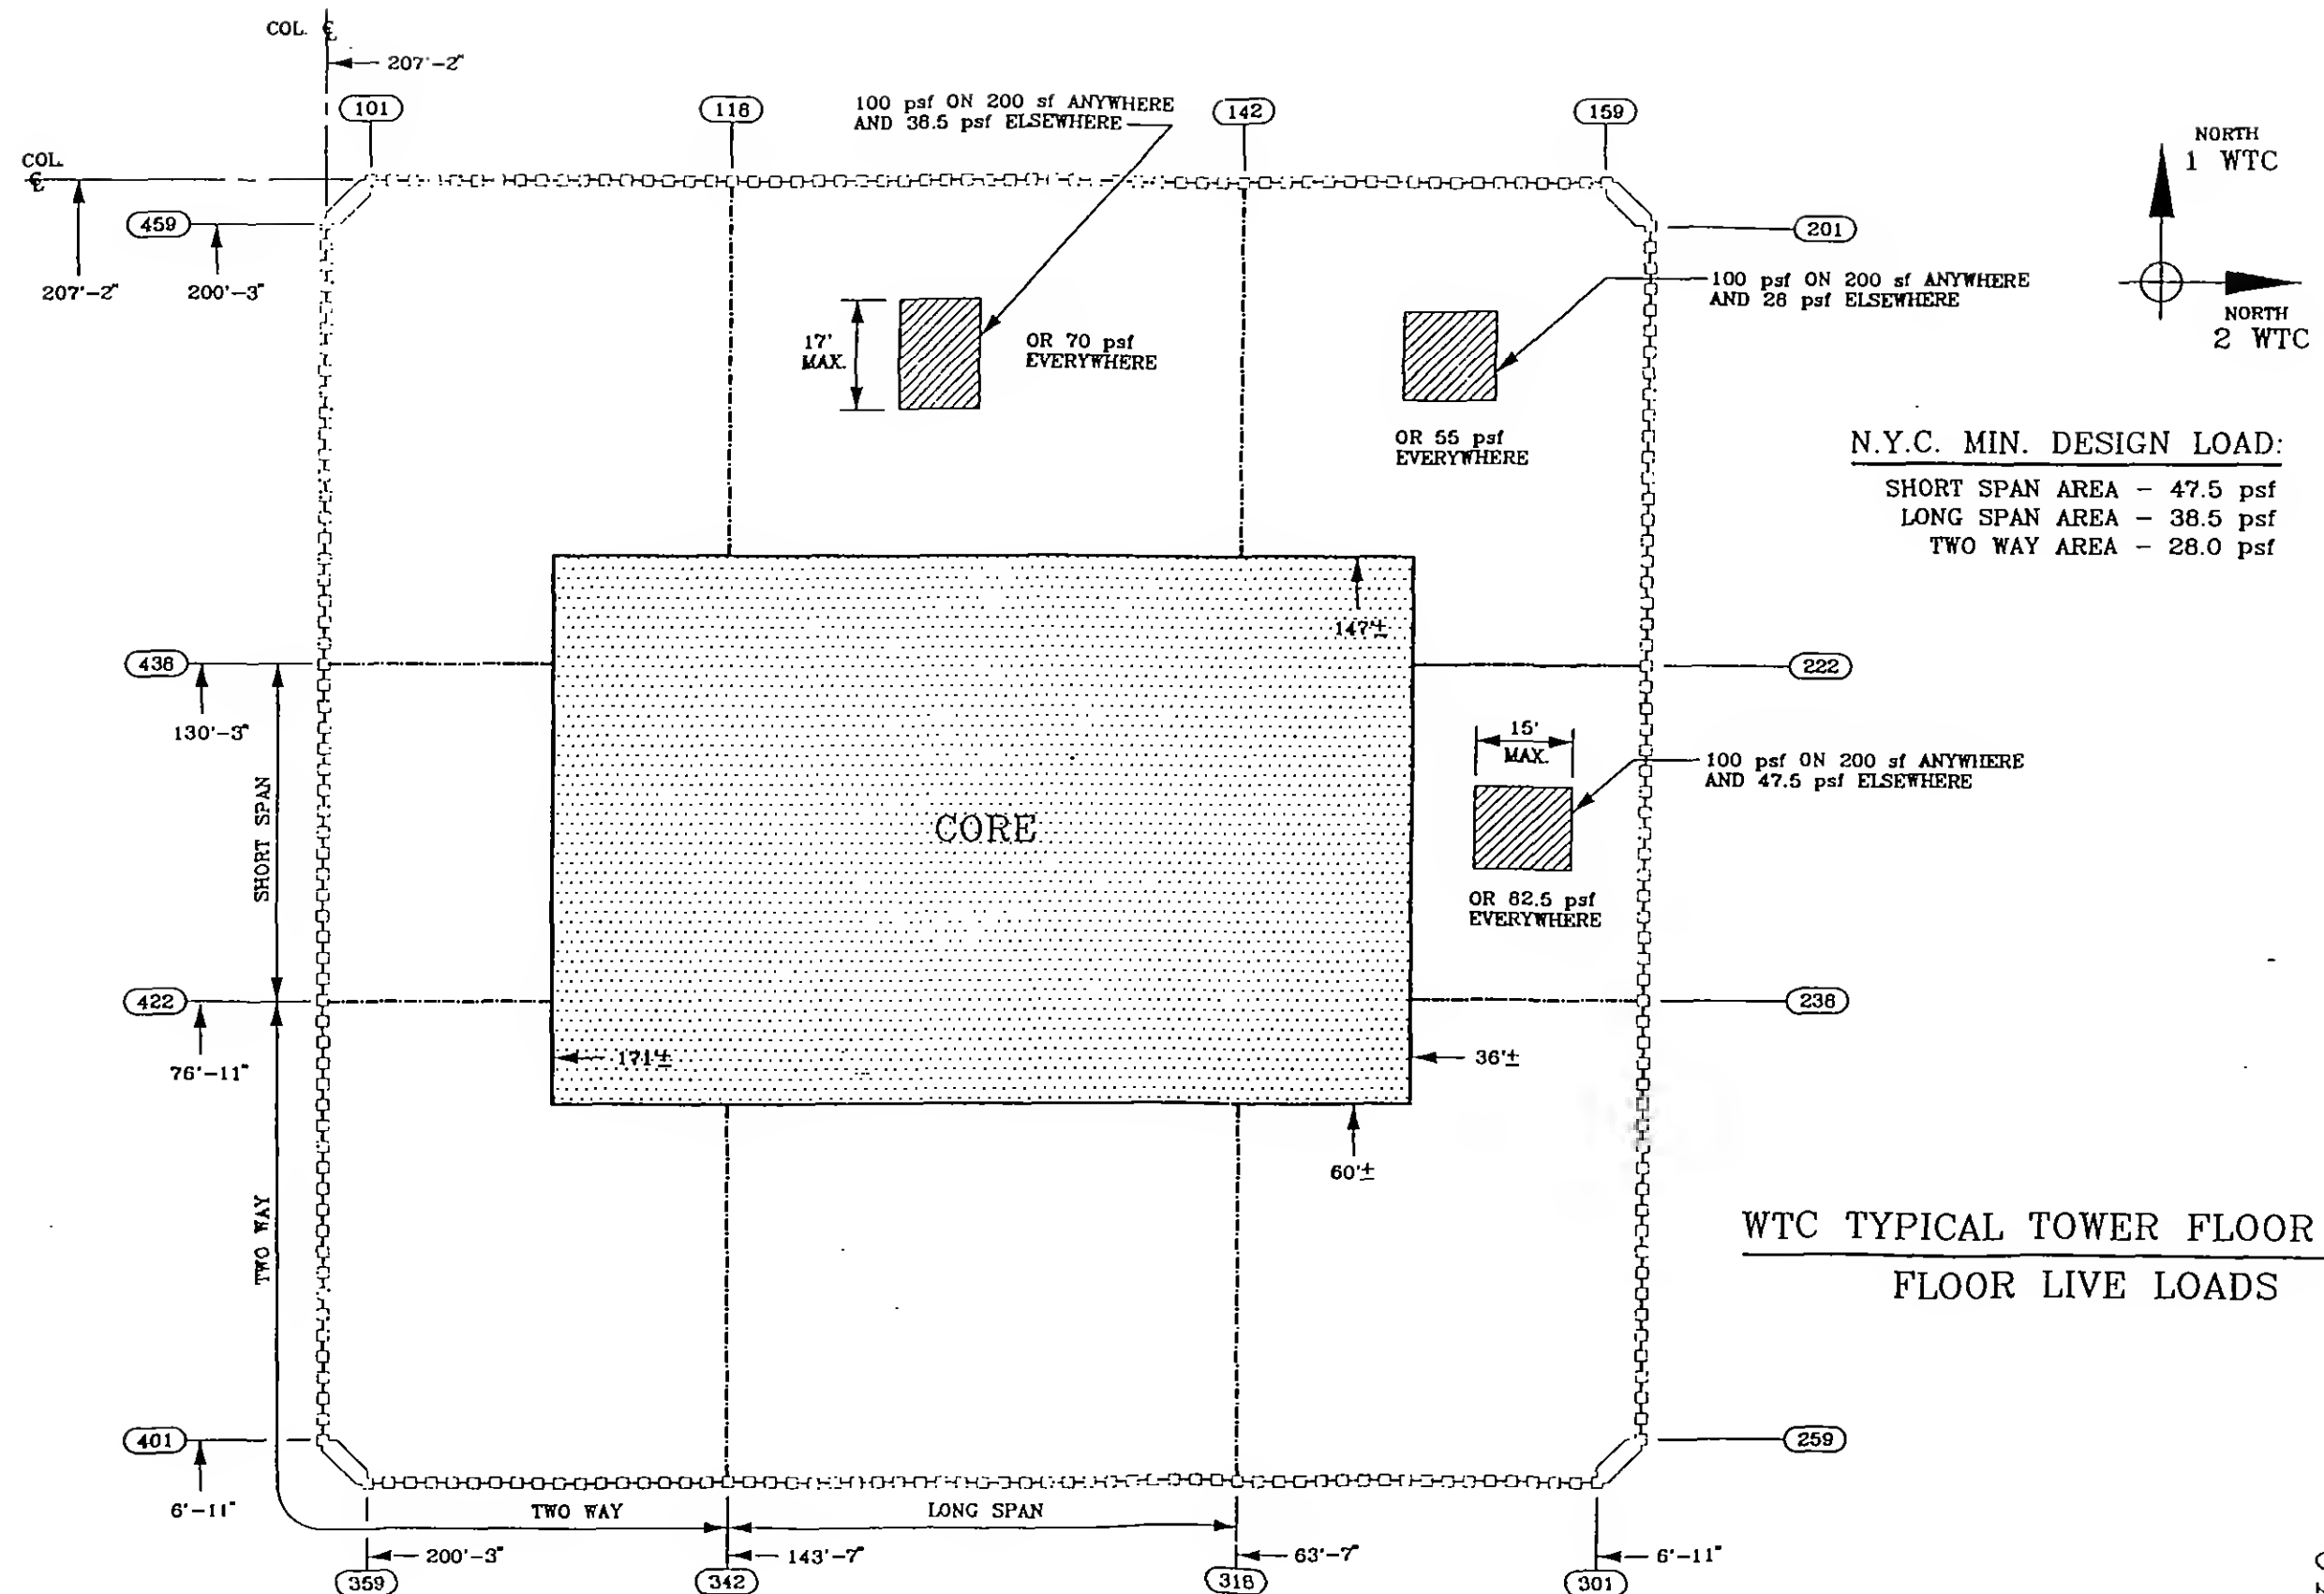 COL. ℄
207'-2"
101
118
100 psf ON 200 sf ANYWHERE
AND 38.5 psf ELSEWHERE
142
159
NORTH
1 WTC
COL.
℄
459
201
207'-2"
200'-3"
100 psf ON 200 sf ANYWHERE
AND 28 psf ELSEWHERE
NORTH
2 WTC
17'
MAX.
OR 70 psf
EVERYWHERE
OR 55 psf
EVERYWHERE
N.Y.C. MIN. DESIGN LOAD:
SHORT SPAN AREA - 47.5 psf
LONG SPAN AREA - 38.5 psf
TWO WAY AREA - 28.0 psf
147'±
438
222
130'-3"
15'
MAX.
100 psf ON 200 sf ANYWHERE
AND 47.5 psf ELSEWHERE
SHORT SPAN
CORE
OR 82.5 psf
EVERYWHERE
422
238
171'±
36'±
76'-11"
60'±
TWO WAY
WTC TYPICAL TOWER FLOOR
FLOOR LIVE LOADS
401
259
6'-11"
TWO WAY
LONG SPAN
200'-3"
143'-7"
63'-7"
6'-11"
359
342
318
301